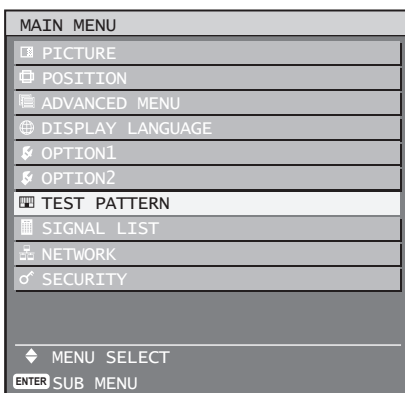 MAIN MENU
PICTURE
POSITION
ADVANCED MENU
DISPLAY LANGUAGE
OPTION1
OPTION2
TEST PATTERN
SIGNAL LIST
NETWORK
SECURITY
MENU SELECT
ENTER SUB MENU